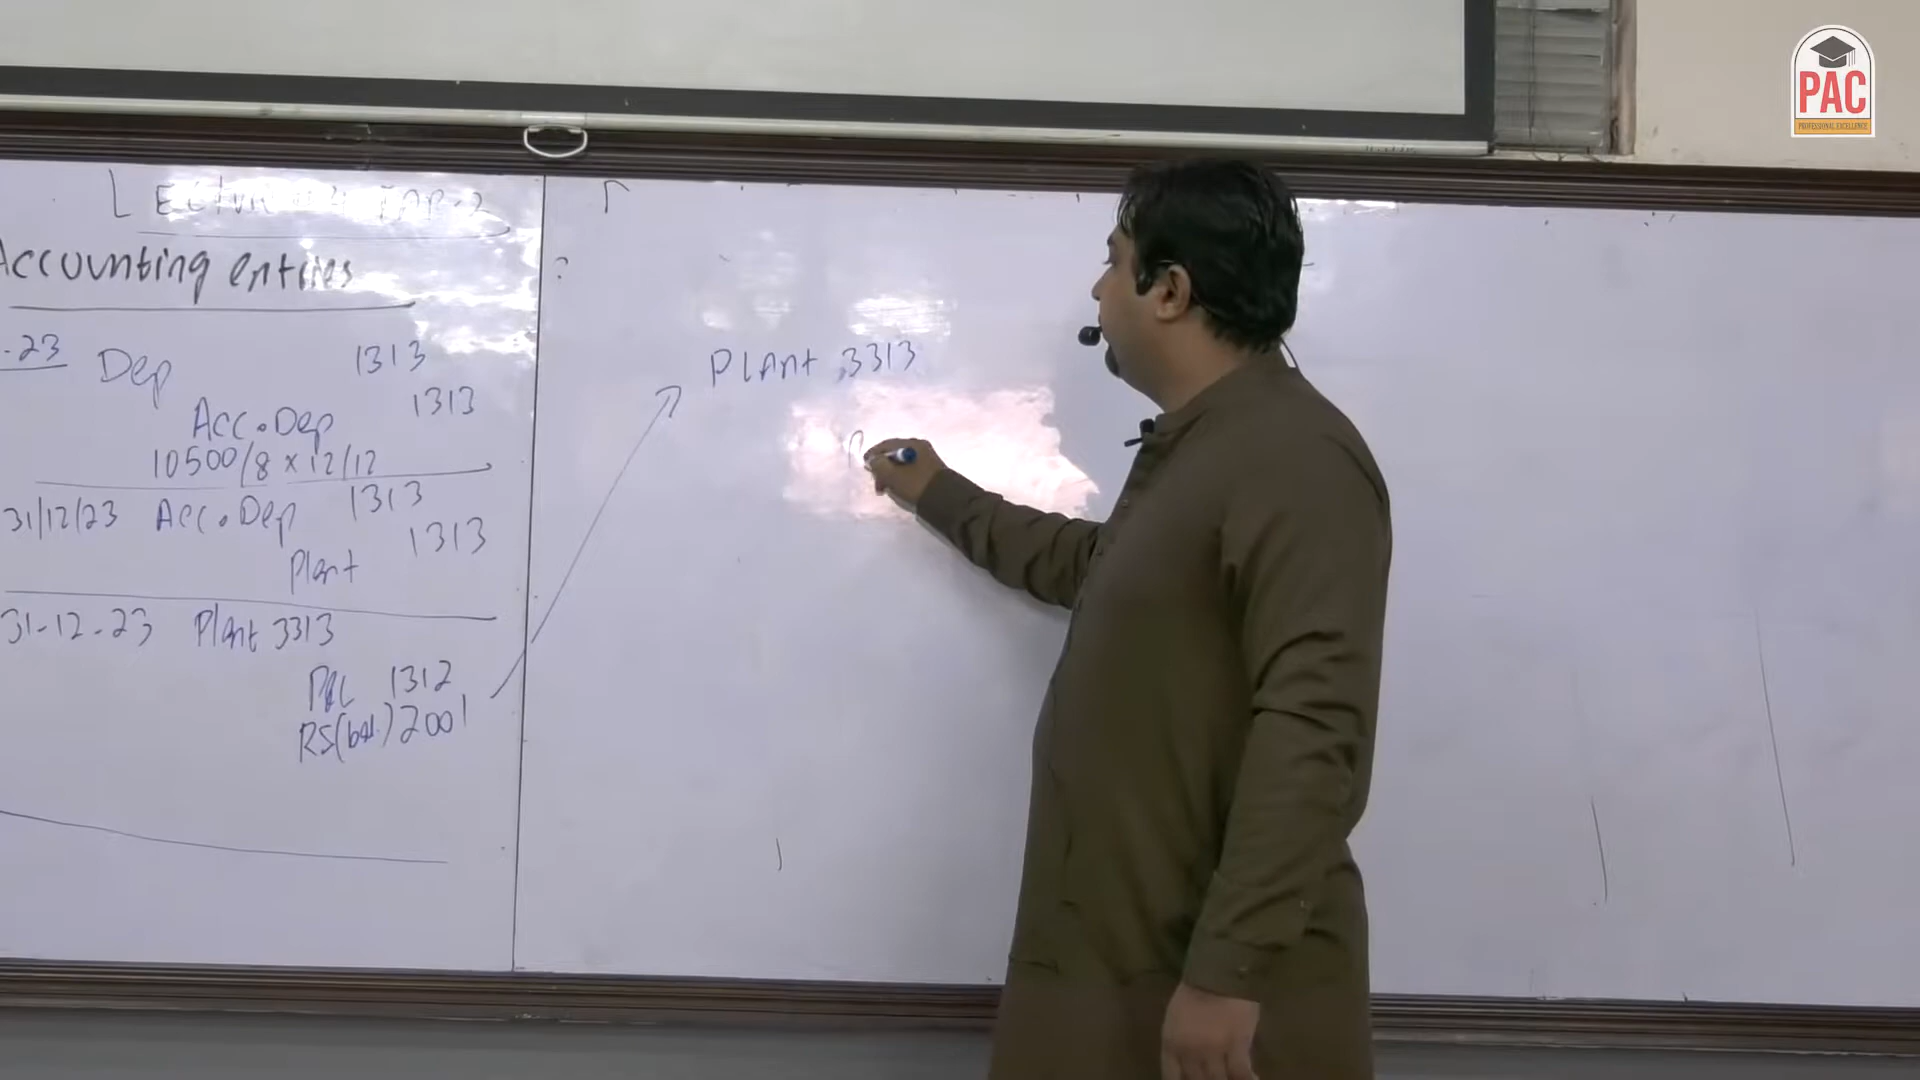 Accounting entries
-23 Dep 1313
Acc.Dep 1313
10500/8 x 12/12
31/12/23 Acc.Dep 1313
Plant 1313
31-12-23 Plant 3313
P&L 1312
RS(bal.) 2001
Plant 3313
PAC
PROFESSIONAL EXCELLENCE